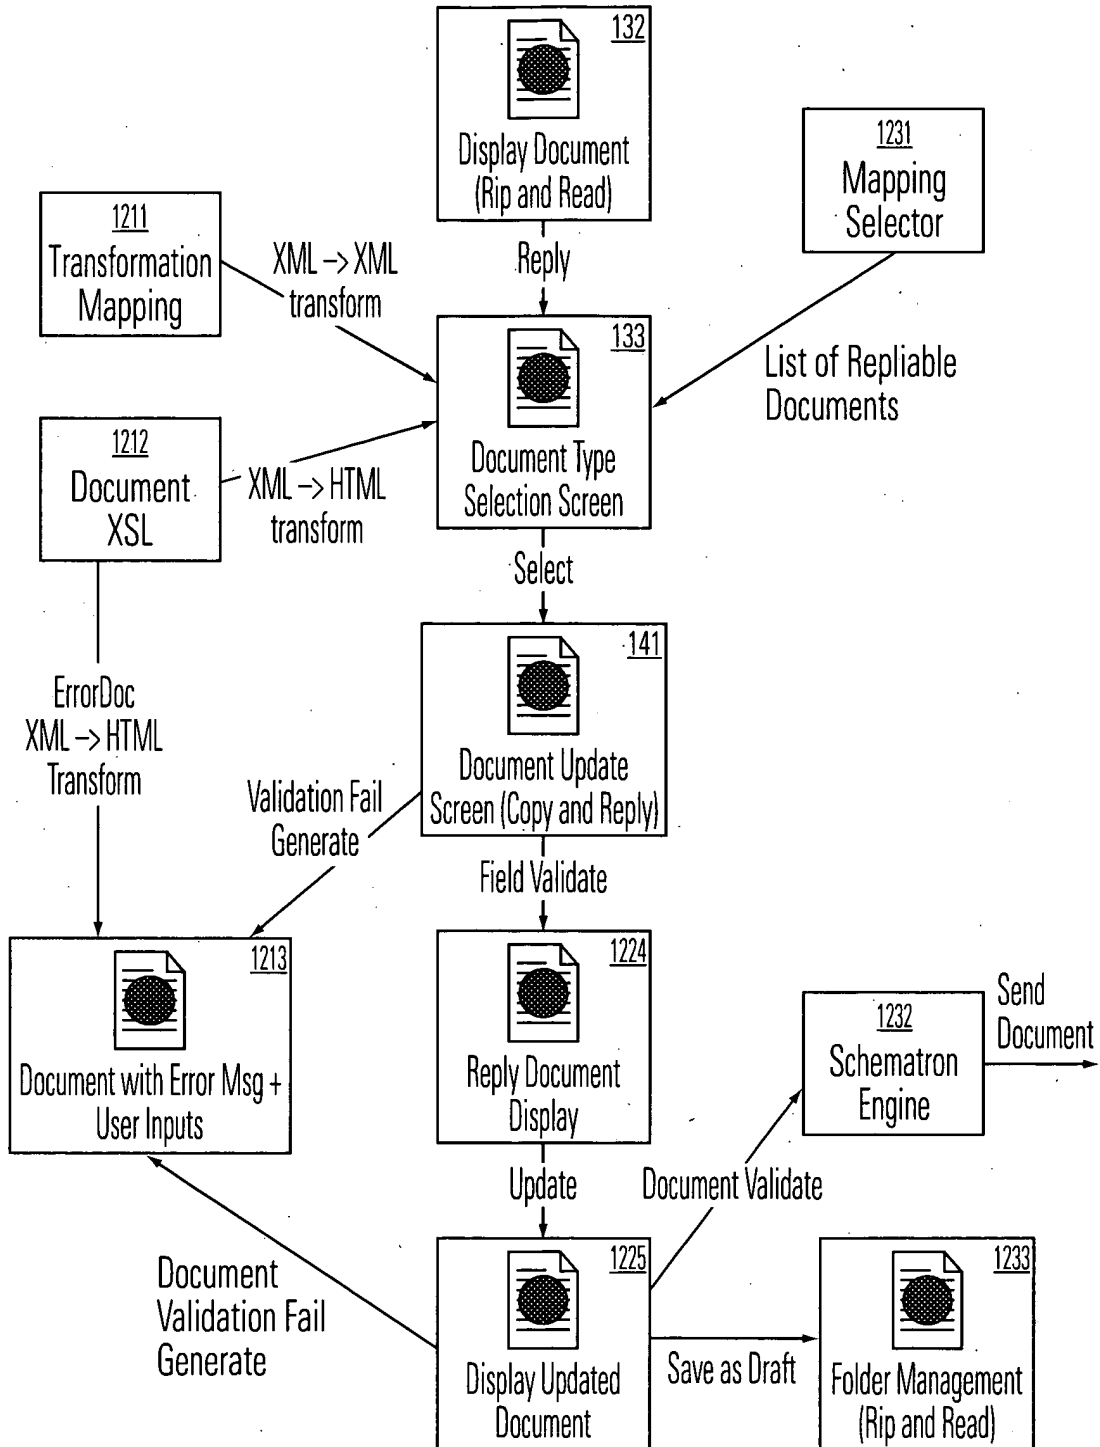 132
Display Document
(Rip and Read)
1231
Mapping
Selector
1211
Transformation
Mapping
XML –> XML
transform
Reply
133
Document Type
Selection Screen
List of Repliable
Documents
1212
Document
XSL
XML –> HTML
transform
Select
141
Document Update
Screen (Copy and Reply)
ErrorDoc
XML –> HTML
Transform
Validation Fail
Generate
Field Validate
1213
Document with Error Msg +
User Inputs
1224
Reply Document
Display
1232
Schematron
Engine
Send
Document
Update
Document Validate
Document
Validation Fail
Generate
1225
Display Updated
Document
Save as Draft
1233
Folder Management
(Rip and Read)